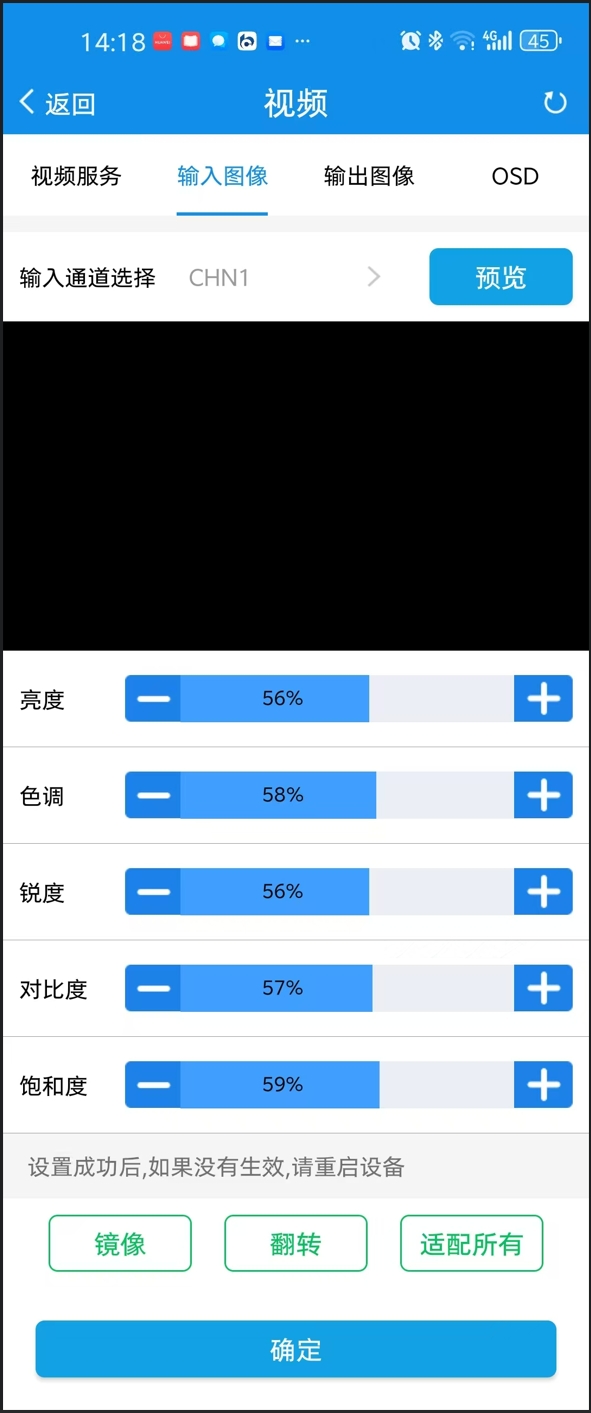 14:18 4G 45
返回 视频
视频服务 输入图像 输出图像 OSD
输入通道选择 CHN1 预览
亮度 56%
色调 58%
锐度 56%
对比度 57%
饱和度 59%
设置成功后,如果没有生效,请重启设备
镜像 翻转 适配所有
确定